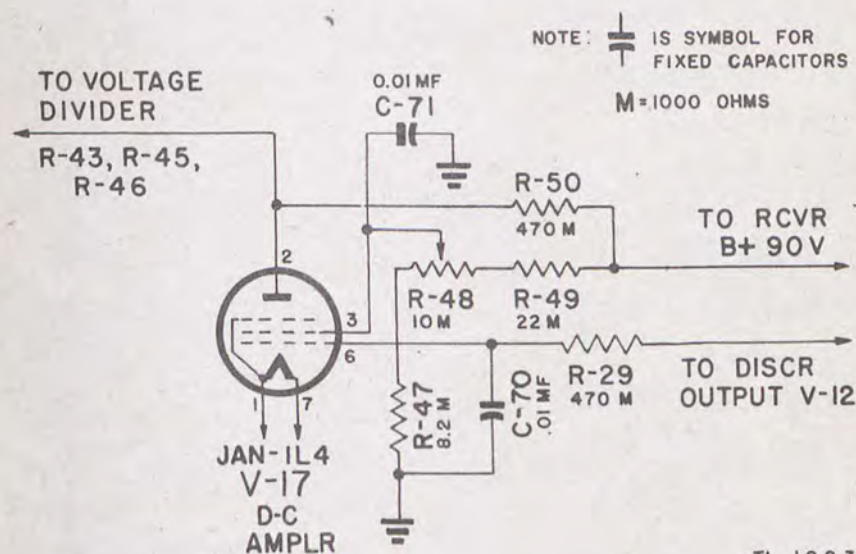 NOTE: IS SYMBOL FOR
FIXED CAPACITORS
M = 1000 OHMS
TO VOLTAGE
DIVIDER
R-43, R-45,
R-46
0.01 MF
C-71
R-50
470 M
TO RCVR
B+ 90V
2
3
6
1
7
R-48
10 M
R-49
22 M
R-47
8.2 M
C-70
.01 MF
R-29
470 M
TO DISCR
OUTPUT V-12
JAN-1L4
V-17
D-C
AMPLR